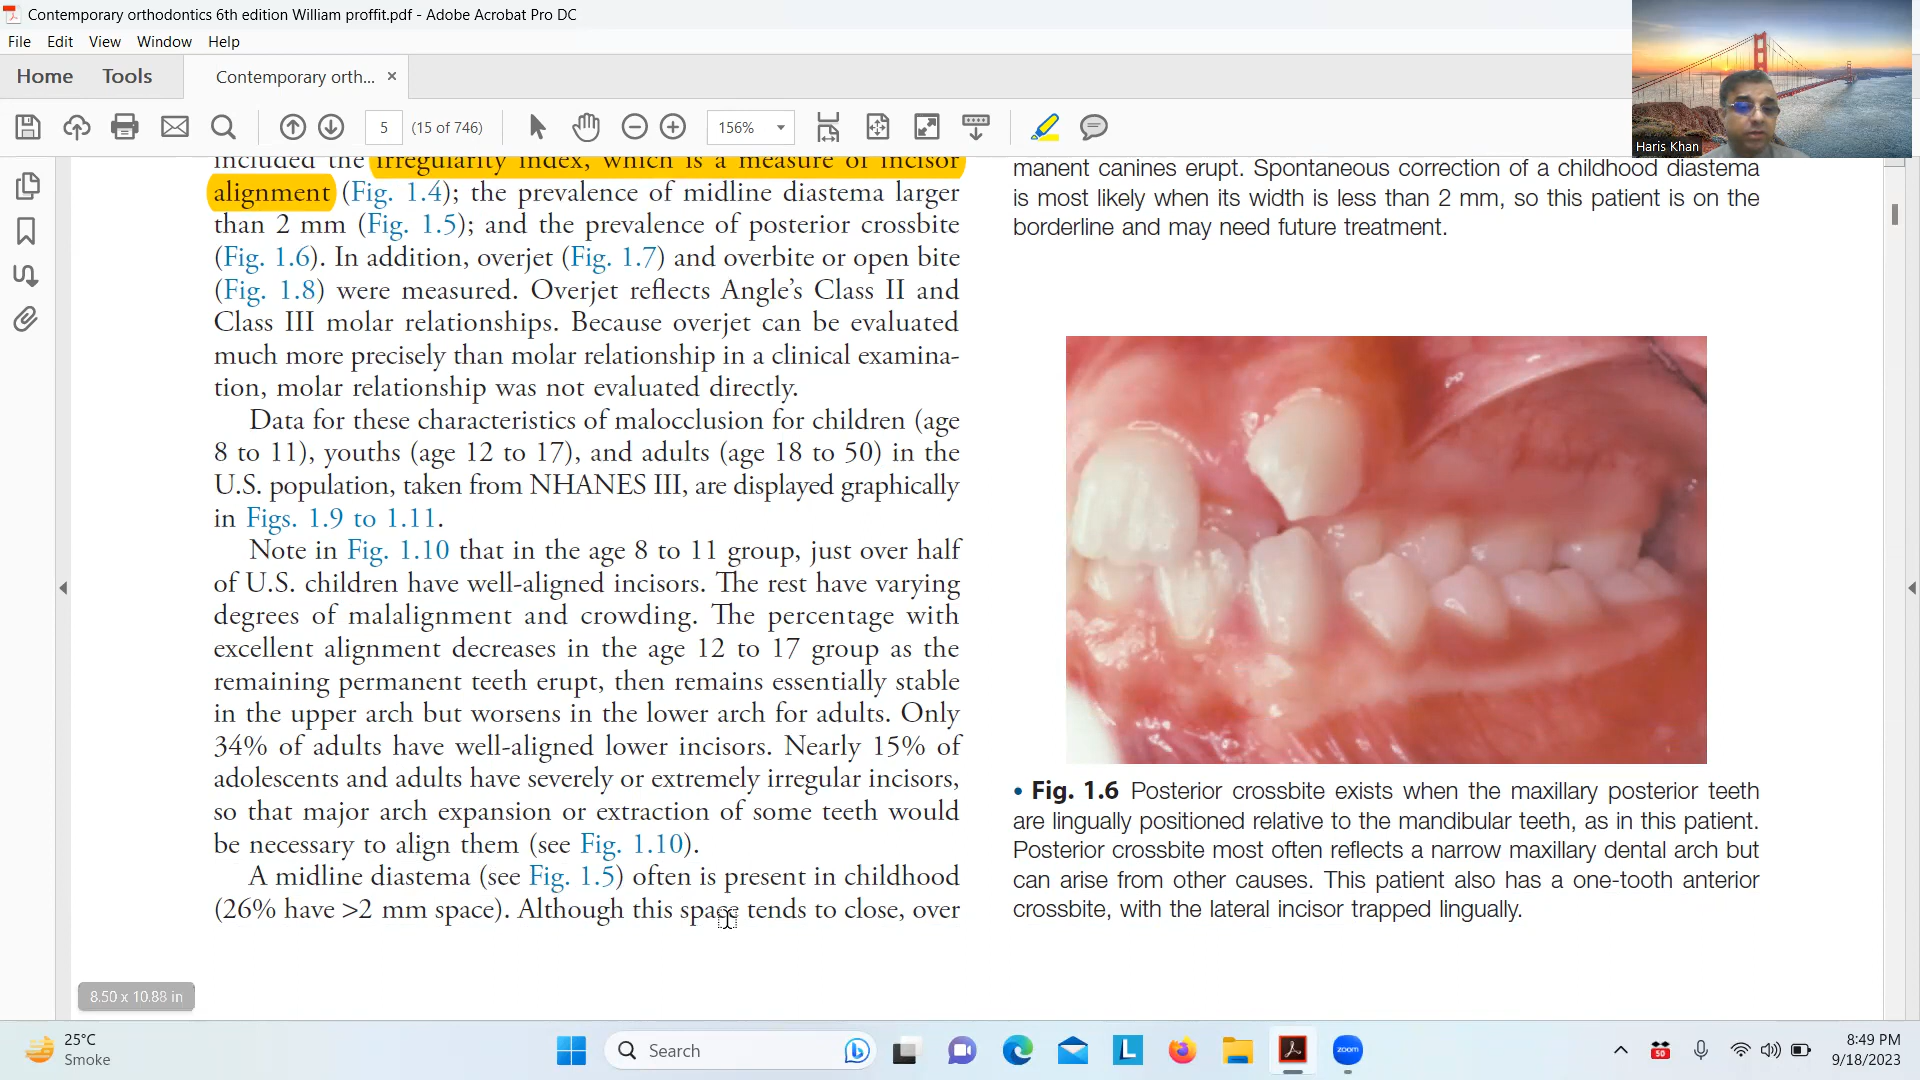 Contemporary orthodontics 6th edition William proffit.pdf - Adobe Acrobat Pro DC
File Edit View Window Help
Home Tools Contemporary orth... ×
5 (15 of 746) 156%
Haris Khan
included the irregularity index, which is a measure of incisor
alignment (Fig. 1.4); the prevalence of midline diastema larger
than 2 mm (Fig. 1.5); and the prevalence of posterior crossbite
(Fig. 1.6). In addition, overjet (Fig. 1.7) and overbite or open bite
(Fig. 1.8) were measured. Overjet reflects Angle's Class II and
Class III molar relationships. Because overjet can be evaluated
much more precisely than molar relationship in a clinical examina-
tion, molar relationship was not evaluated directly.
Data for these characteristics of malocclusion for children (age
8 to 11), youths (age 12 to 17), and adults (age 18 to 50) in the
U.S. population, taken from NHANES III, are displayed graphically
in Figs. 1.9 to 1.11.
Note in Fig. 1.10 that in the age 8 to 11 group, just over half
of U.S. children have well-aligned incisors. The rest have varying
degrees of malalignment and crowding. The percentage with
excellent alignment decreases in the age 12 to 17 group as the
remaining permanent teeth erupt, then remains essentially stable
in the upper arch but worsens in the lower arch for adults. Only
34% of adults have well-aligned lower incisors. Nearly 15% of
adolescents and adults have severely or extremely irregular incisors,
so that major arch expansion or extraction of some teeth would
be necessary to align them (see Fig. 1.10).
A midline diastema (see Fig. 1.5) often is present in childhood
(26% have >2 mm space). Although this space tends to close, over
manent canines erupt. Spontaneous correction of a childhood diastema
is most likely when its width is less than 2 mm, so this patient is on the
borderline and may need future treatment.
• Fig. 1.6 Posterior crossbite exists when the maxillary posterior teeth
are lingually positioned relative to the mandibular teeth, as in this patient.
Posterior crossbite most often reflects a narrow maxillary dental arch but
can arise from other causes. This patient also has a one-tooth anterior
crossbite, with the lateral incisor trapped lingually.
8.50 x 10.88 in
25°C
Smoke
Search
L
zoom
50
8:49 PM
9/18/2023